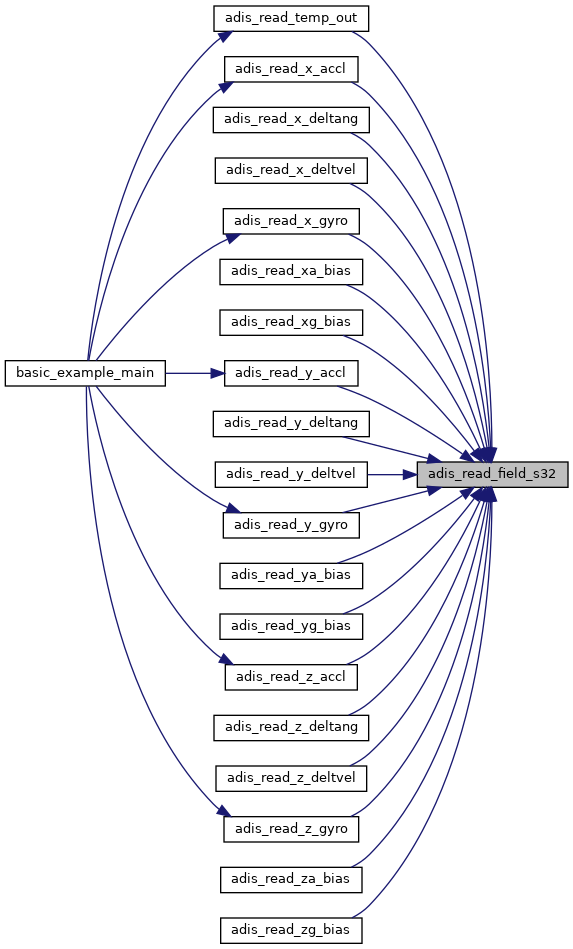 adis_read_temp_out
adis_read_x_accl
adis_read_x_deltang
adis_read_x_deltvel
adis_read_x_gyro
adis_read_xa_bias
adis_read_xg_bias
basic_example_main
adis_read_y_accl
adis_read_y_deltang
adis_read_y_deltvel
adis_read_field_s32
adis_read_y_gyro
adis_read_ya_bias
adis_read_yg_bias
adis_read_z_accl
adis_read_z_deltang
adis_read_z_deltvel
adis_read_z_gyro
adis_read_za_bias
adis_read_zg_bias